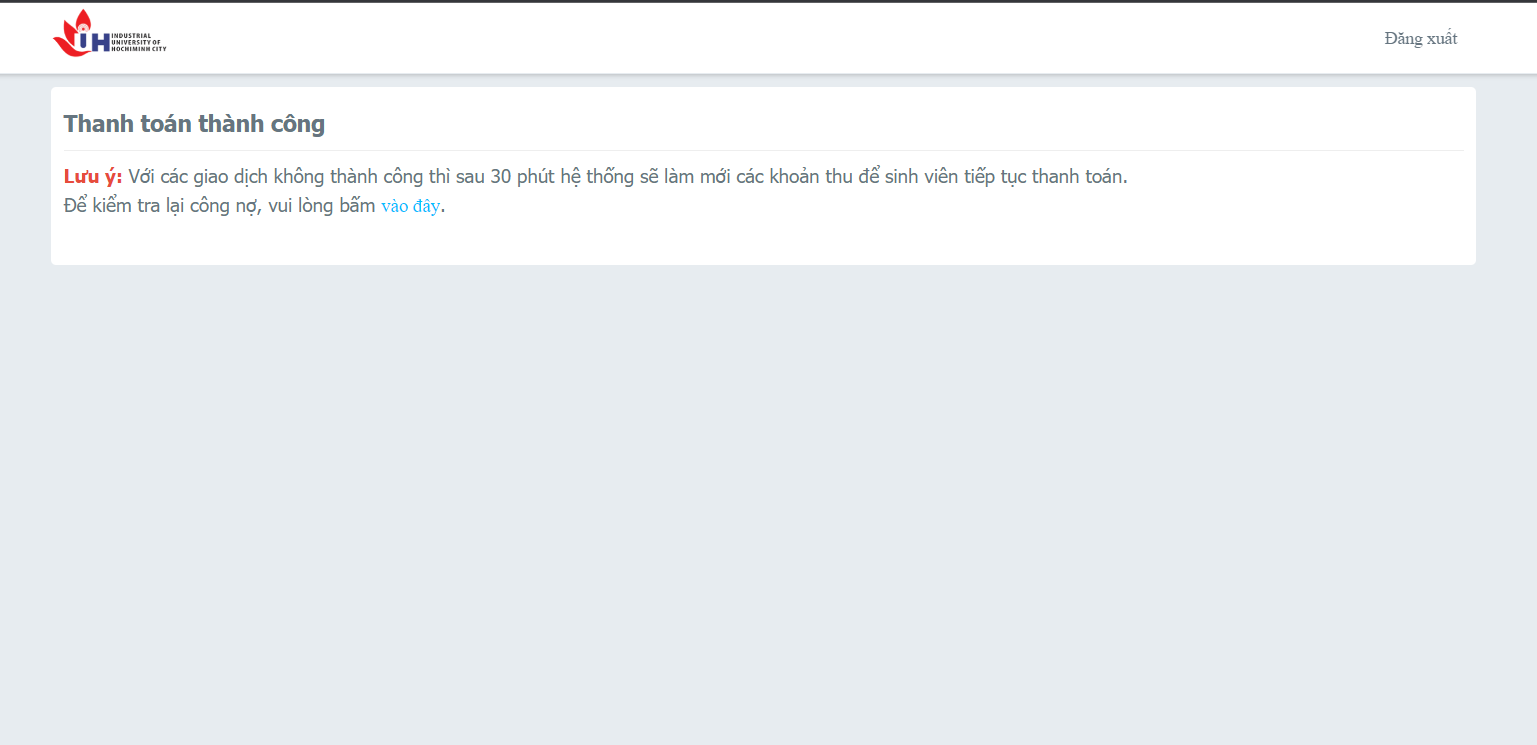 iUH
INDUSTRIAL
UNIVERSITY OF
HOCHIMINH CITY
Đăng xuất
Thanh toán thành công
Lưu ý: Với các giao dịch không thành công thì sau 30 phút hệ thống sẽ làm mới các khoản thu để sinh viên tiếp tục thanh toán.
Để kiểm tra lại công nợ, vui lòng bấm vào đây.